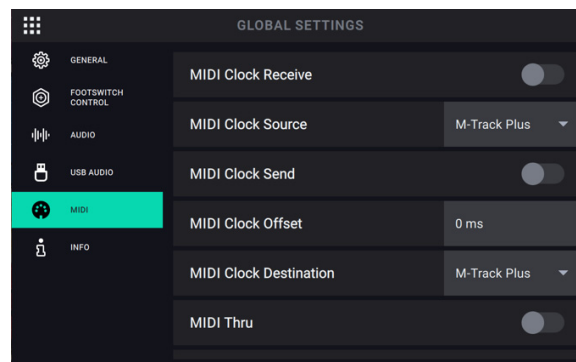 GLOBAL SETTINGS
GENERAL
FOOTSWITCH
CONTROL
AUDIO
USB AUDIO
MIDI
INFO
MIDI Clock Receive
MIDI Clock Source
M-Track Plus
MIDI Clock Send
MIDI Clock Offset
0 ms
MIDI Clock Destination
M-Track Plus
MIDI Thru